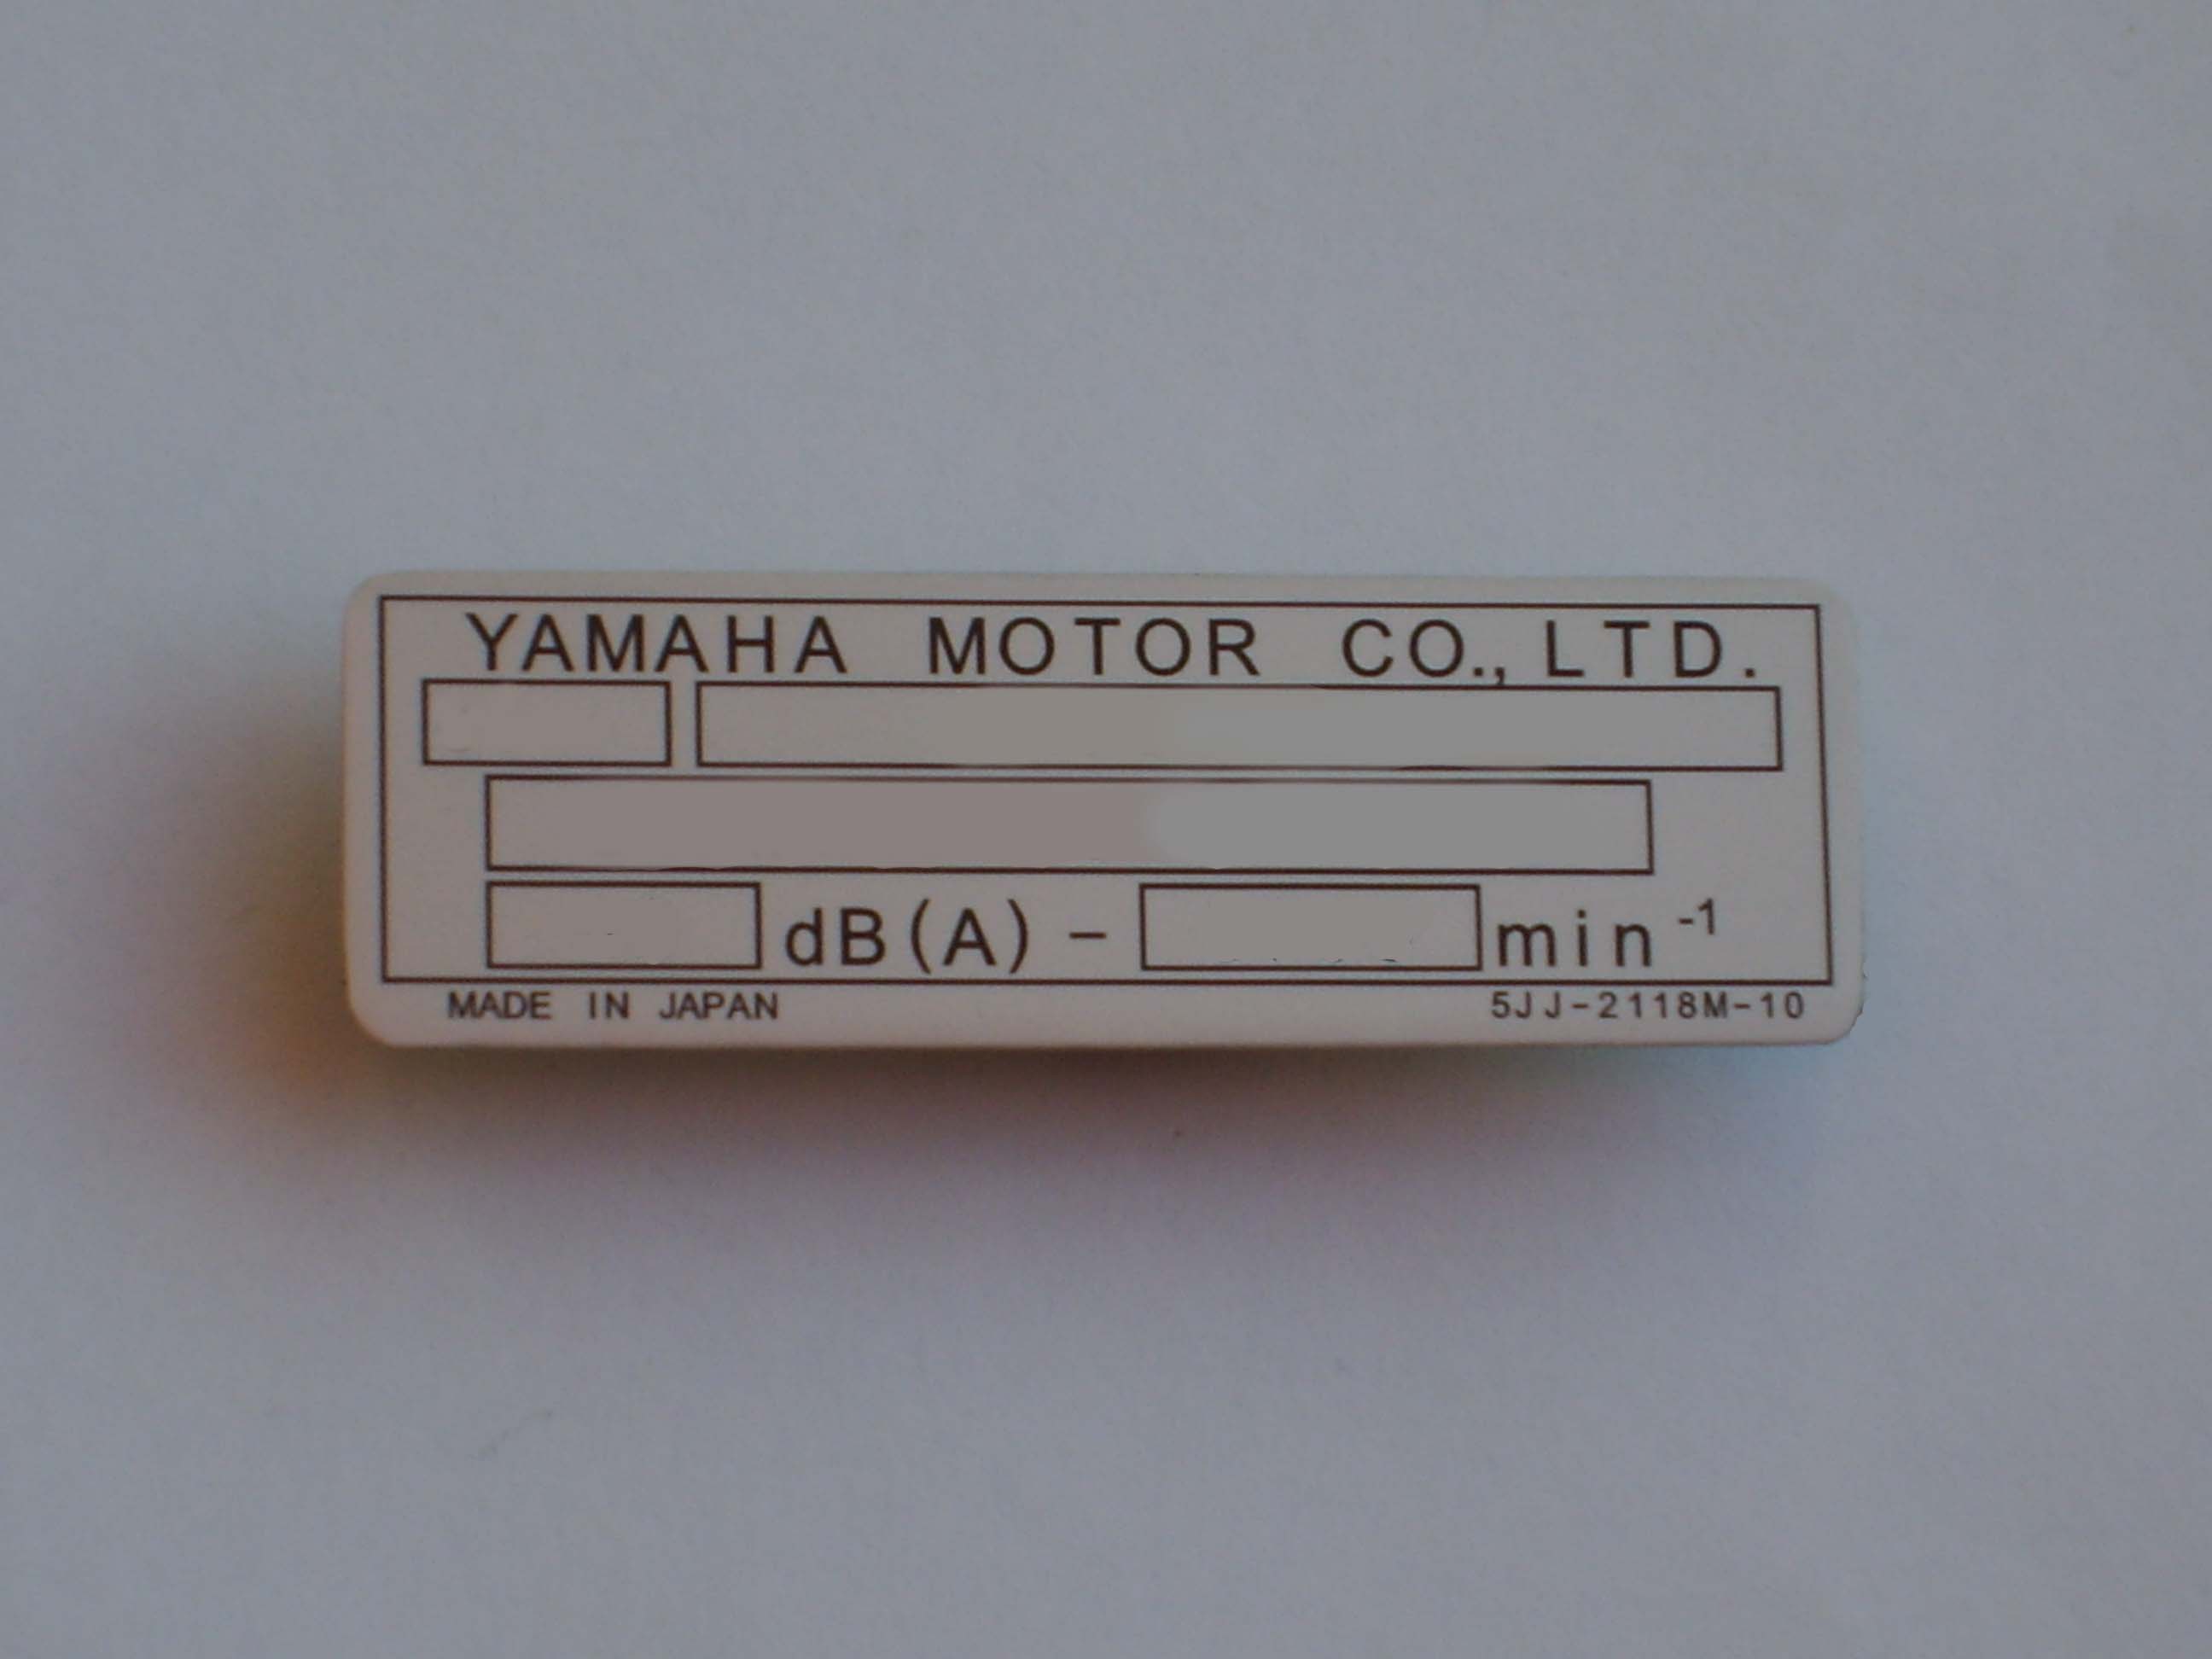 YAMAHA MOTOR CO., LTD.
dB(A) - min⁻¹
MADE IN JAPAN 5JJ-2118M-10